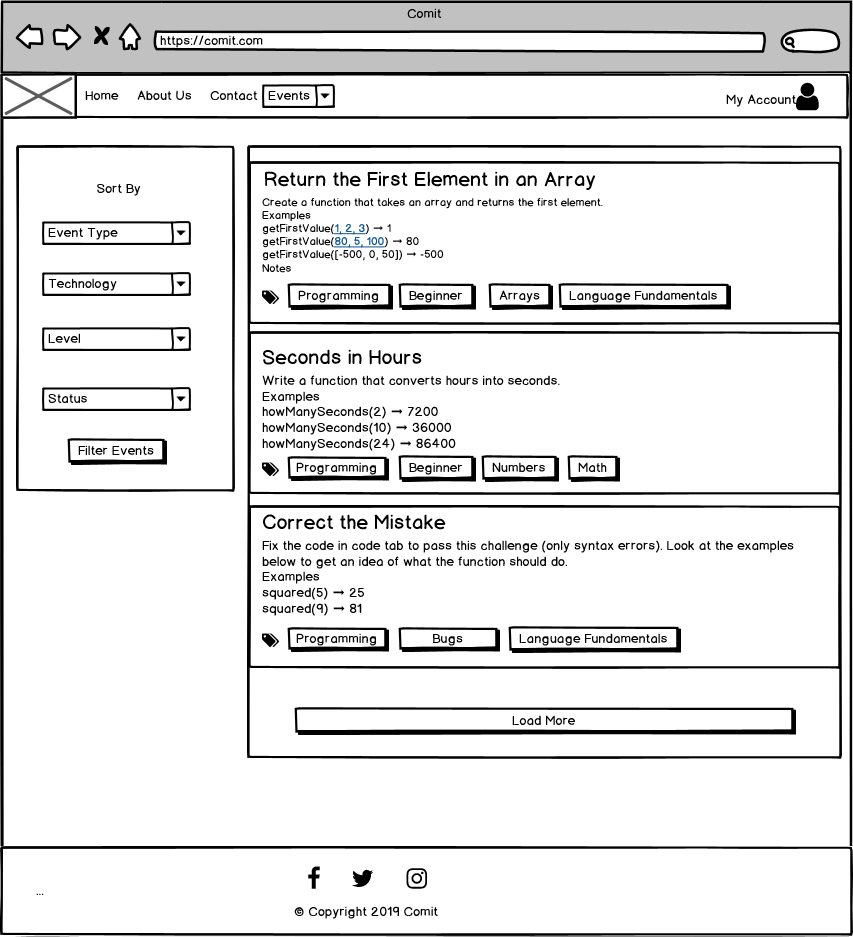 Comit
https://comit.com
Home About Us Contact Events My Account
Sort By
Event Type
Technology
Level
Status
Filter Events
Return the First Element in an Array
Create a function that takes an array and returns the first element.
Examples
getFirstValue(1, 2, 3) → 1
getFirstValue(80, 5, 100) → 80
getFirstValue([-500, 0, 50]) → -500
Notes
Programming Beginner Arrays Language Fundamentals
Seconds in Hours
Write a function that converts hours into seconds.
Examples
howManySeconds(2) → 7200
howManySeconds(10) → 36000
howManySeconds(24) → 86400
Programming Beginner Numbers Math
Correct the Mistake
Fix the code in code tab to pass this challenge (only syntax errors). Look at the examples
below to get an idea of what the function should do.
Examples
squared(5) → 25
squared(9) → 81
Programming Bugs Language Fundamentals
Load More
...
© Copyright 2019 Comit